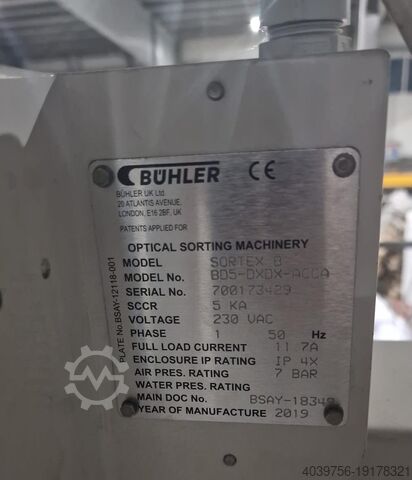 BÜHLER CE
BÜHLER UK Ltd.
20 ATLANTIS AVENUE,
LONDON, E16 2BF, UK
PATENTS APPLIED FOR
OPTICAL SORTING MACHINERY
MODEL SORTEX B
MODEL No. BD5-DXDX-ACCA
SERIAL No. 700173429
SCCR 5 KA
VOLTAGE 230 VAC
PHASE 1 50 Hz
FULL LOAD CURRENT 11.7A
ENCLOSURE IP RATING IP 4X
AIR PRES. RATING 7 BAR
WATER PRES. RATING
MAIN DOC No. BSAY-18349
YEAR OF MANUFACTURE 2019
PLATE No.BSAY-12118-001
4039756-19178321